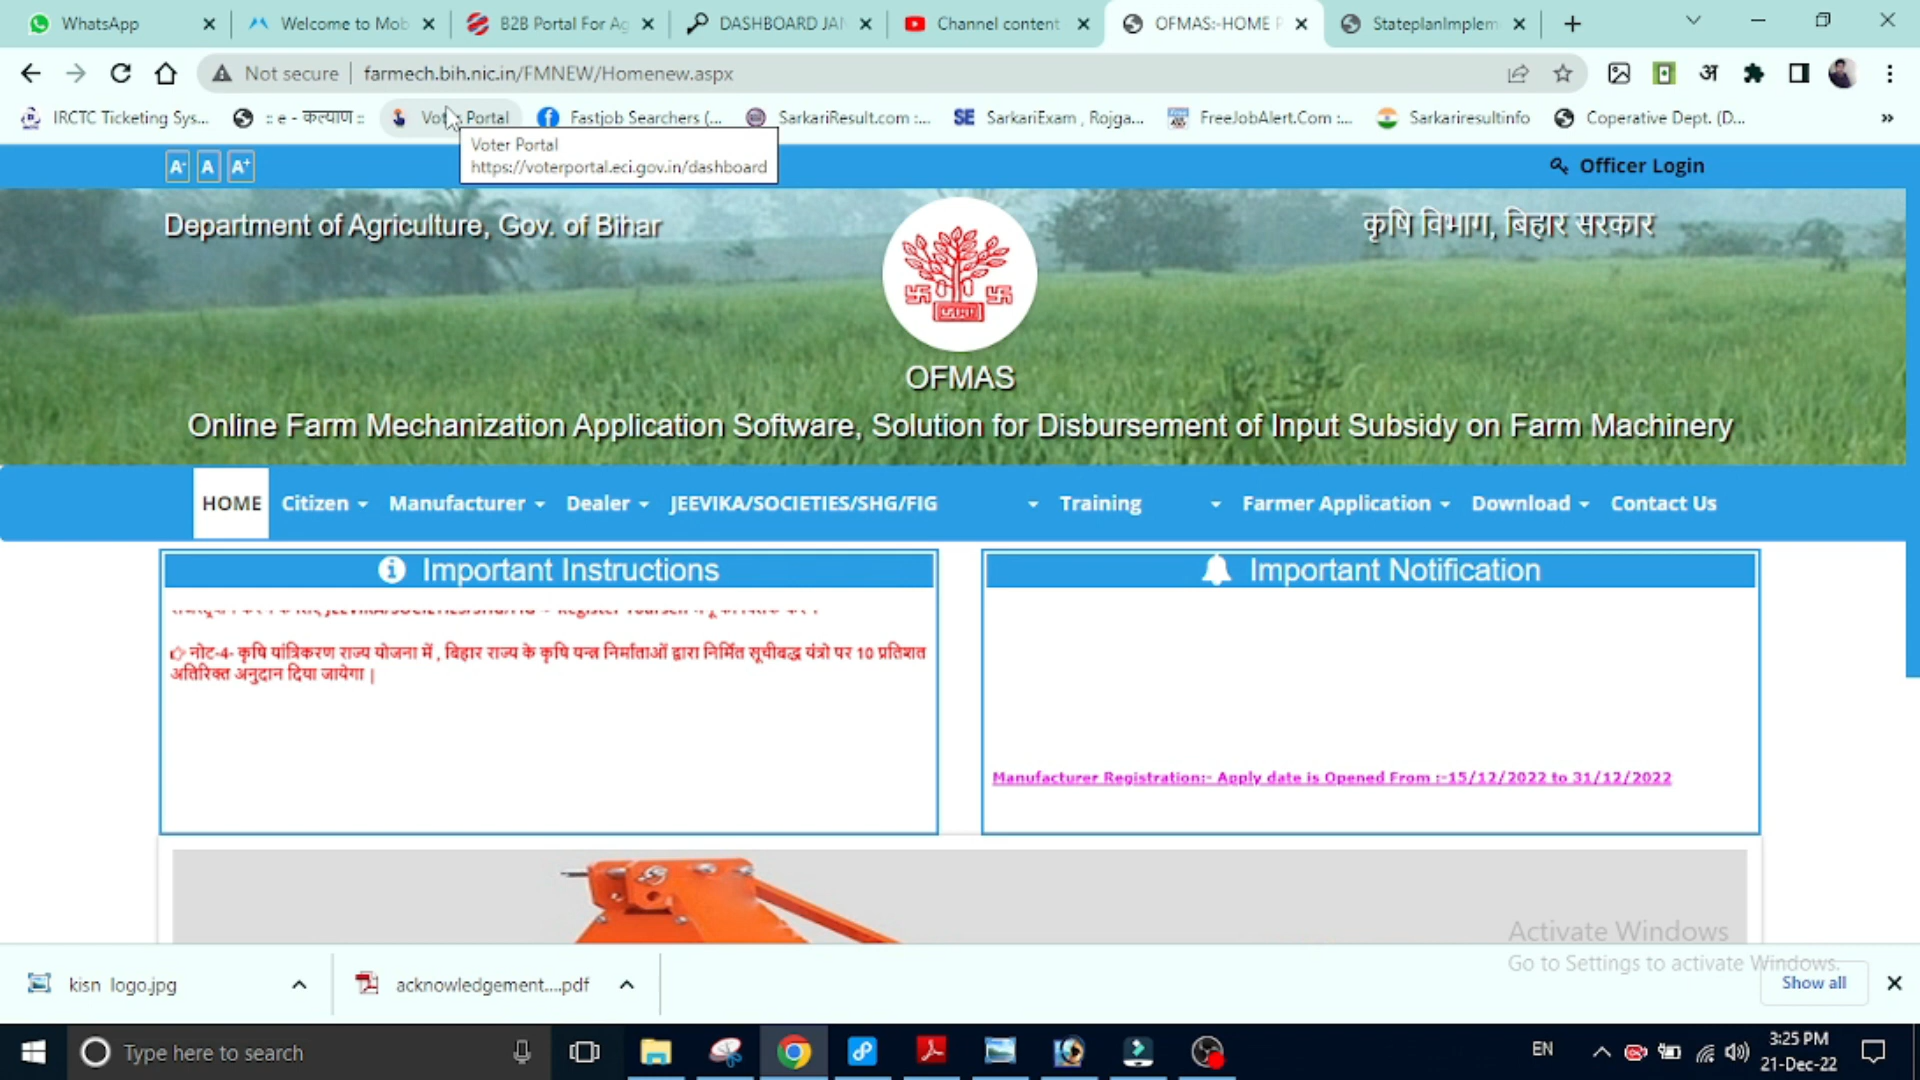 WhatsApp
Welcome to Mob
B2B Portal For Ag
DASHBOARD JAN
Channel content
OFMAS:-HOME P
StateplanImplem
Not secure
farmech.bih.nic.in/FMNEW/Homenew.aspx
अ
IRCTC Ticketing Sys...
:: e - कल्याण ::
Voter Portal
Fastjob Searchers (...
SarkariResult.com :...
SE SarkariExam , Rojga...
FreeJobAlert.Com :...
Sarkariresultinfo
Coperative Dept. (D...
»
Voter Portal
https://voterportal.eci.gov.in/dashboard
A-
A
A+
Officer Login
Department of Agriculture, Gov. of Bihar
कृषि विभाग, बिहार सरकार
OFMAS
Online Farm Mechanization Application Software, Solution for Disbursement of Input Subsidy on Farm Machinery
HOME
Citizen
Manufacturer
Dealer
JEEVIKA/SOCIETIES/SHG/FIG
Training
Farmer Application
Download
Contact Us
Important Instructions
Important Notification
JEEVIKA/SOCIETIES/SHG/FIG
नोट-4- कृषि यांत्रिकरण राज्य योजना में , बिहार राज्य के कृषि यन्त्र निर्माताओं द्वारा निर्मित सूचीबद्ध यंत्रो पर 10 प्रतिशत
अतिरिक्त अनुदान दिया जायेगा |
Manufacturer Registration:- Apply date is Opened From :-15/12/2022 to 31/12/2022
Activate Windows
Go to Settings to activate Windows.
kisn logo.jpg
acknowledgement....pdf
Show all
Type here to search
EN
3:25 PM
21-Dec-22